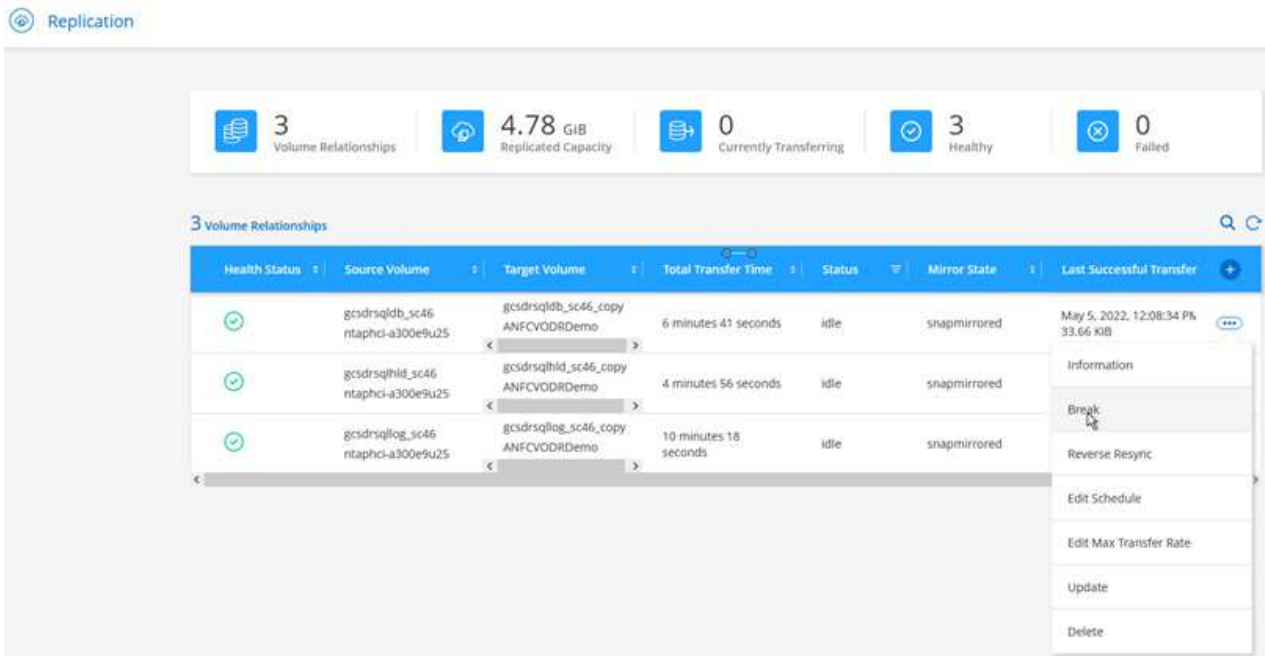 Replication
3
Volume Relationships
4.78 GiB
Replicated Capacity
0
Currently Transferring
3
Healthy
0
Failed
3 Volume Relationships
Health Status Source Volume Target Volume Total Transfer Time Status Mirror State Last Successful Transfer
gcsdrsqldb_sc46
ntaphci-a300e9u25
gcsdrsqldb_sc46_copy
ANFCVODRDemo
6 minutes 41 seconds
idle
snapmirrored
May 5, 2022, 12:08:34 PM
33.66 KiB
gcsdrsqlhld_sc46
ntaphci-a300e9u25
gcsdrsqlhld_sc46_copy
ANFCVODRDemo
4 minutes 56 seconds
idle
snapmirrored
gcsdrsqllog_sc46
ntaphci-a300e9u25
gcsdrsqllog_sc46_copy
ANFCVODRDemo
10 minutes 18
seconds
idle
snapmirrored
Information
Break
Reverse Resync
Edit Schedule
Edit Max Transfer Rate
Update
Delete